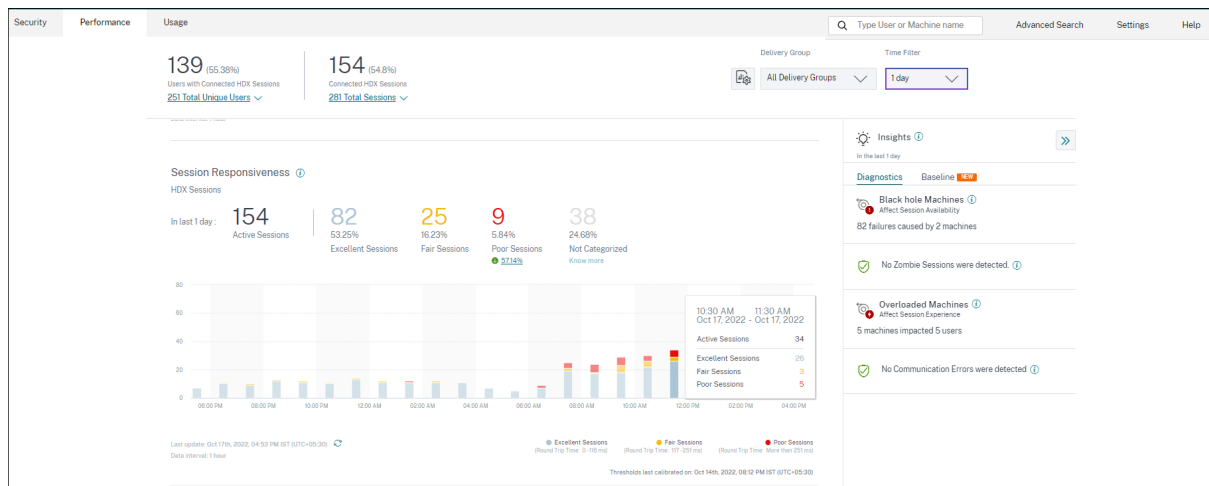 Security Performance Usage Type User or Machine name Advanced Search Settings Help
139 (55.38%) 154 (54.8%)
Users with Connected HDX Sessions Connected HDX Sessions
251 Total Unique Users 281 Total Sessions
Delivery Group Time Filter
All Delivery Groups 1 day
Session Responsiveness
HDX Sessions
In last 1 day : 154 82 25 9 38
Active Sessions 53.25% 16.23% 5.84% 24.68%
Excellent Sessions Fair Sessions Poor Sessions Not Categorized
57.14% Know more
80
60
40
20
0
06:00 PM 08:00 PM 10:00 PM 12:00 AM 02:00 AM 04:00 AM 06:00 AM 08:00 AM 10:00 AM 12:00 PM 02:00 PM 04:00 PM
10:30 AM 11:30 AM
Oct 17, 2022 - Oct 17, 2022
Active Sessions 34
Excellent Sessions 26
Fair Sessions 3
Poor Sessions 5
Last update: Oct 17th, 2022, 04:53 PM IST (UTC+05:30)
Data interval: 1 hour
Excellent Sessions Fair Sessions Poor Sessions
(Round Trip Time: 0 -116 ms) (Round Trip Time: 117 -251 ms) (Round Trip Time: More than 251 ms)
Thresholds last calibrated on: Oct 14th, 2022, 08:12 PM IST (UTC+05:30)
Insights
In the last 1 day
Diagnostics Baseline NEW
Black hole Machines
Affect Session Availability
82 failures caused by 2 machines
No Zombie Sessions were detected.
Overloaded Machines
Affect Session Experience
5 machines impacted 5 users
No Communication Errors were detected